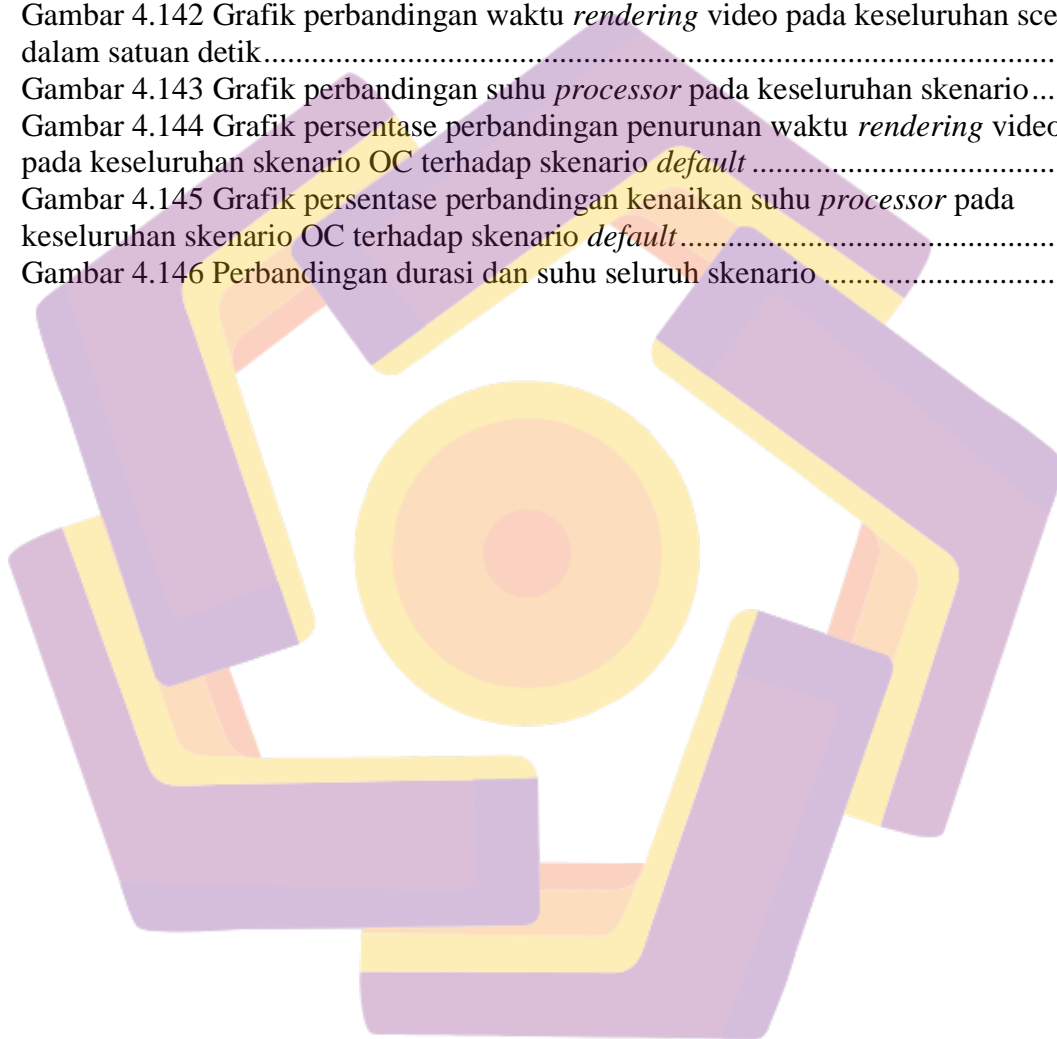 Gambar 4.142 Grafik perbandingan waktu rendering video pada keseluruhan
dalam satuan detik..........................................................................................
Gambar 4.143 Grafik perbandingan suhu processor pada keseluruhan skenario...
Gambar 4.144 Grafik persentase perbandingan penurunan waktu rendering video
pada keseluruhan skenario OC terhadap skenario default ...................................
Gambar 4.145 Grafik persentase perbandingan kenaikan suhu processor pada
keseluruhan skenario OC terhadap skenario default...........................................
Gambar 4.146 Perbandingan durasi dan suhu seluruh skenario ...........................